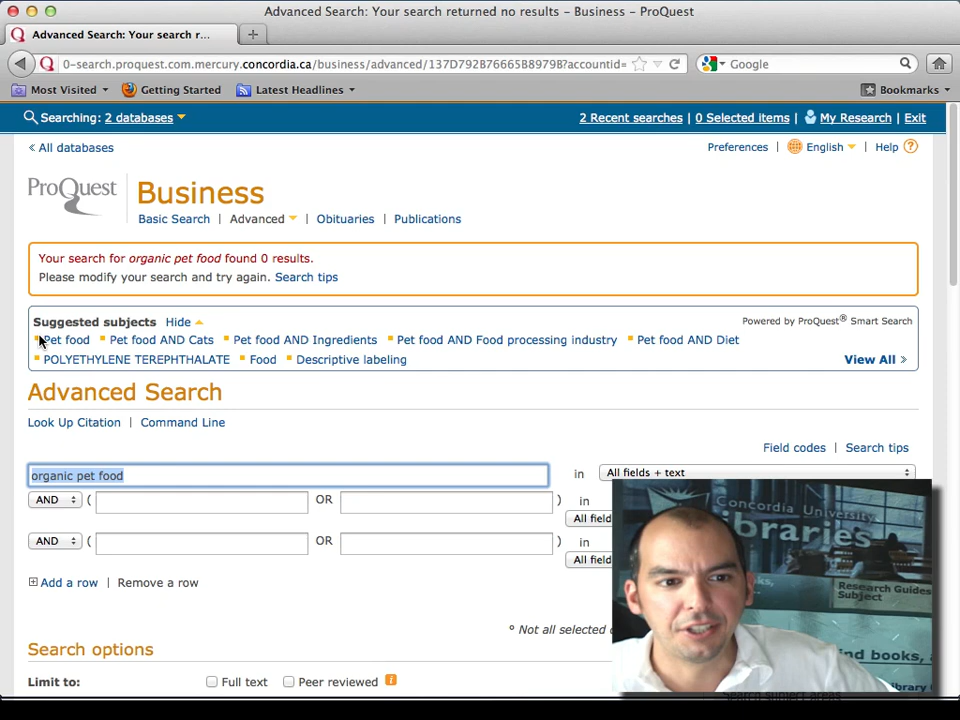 Advanced Search: Your search returned no results – Business – ProQuest
Advanced Search: Your search r...
0-search.proquest.com.mercury.concordia.ca/business/advanced/137D792B76665B8979B?accountid=
Google
Most Visited
Getting Started
Latest Headlines
Bookmarks
Searching: 2 databases
2 Recent searches | 0 Selected items | My Research | Exit
« All databases
Preferences | English | Help
ProQuest
Business
Basic Search | Advanced | Obituaries | Publications
Your search for organic pet food found 0 results.
Please modify your search and try again. Search tips
Suggested subjects Hide
Powered by ProQuest® Smart Search
Pet food Pet food AND Cats Pet food AND Ingredients Pet food AND Food processing industry Pet food AND Diet
POLYETHYLENE TEREPHTHALATE Food Descriptive labeling
View All »
Advanced Search
Look Up Citation | Command Line
Field codes | Search tips
organic pet food in All fields + text
AND ( OR ) in
All field
AND ( OR ) in
All field
Add a row | Remove a row
° Not all selected
Search options
Limit to: Full text Peer reviewed
Concordia University
Libraries
Research Guides
Subject
nd books,